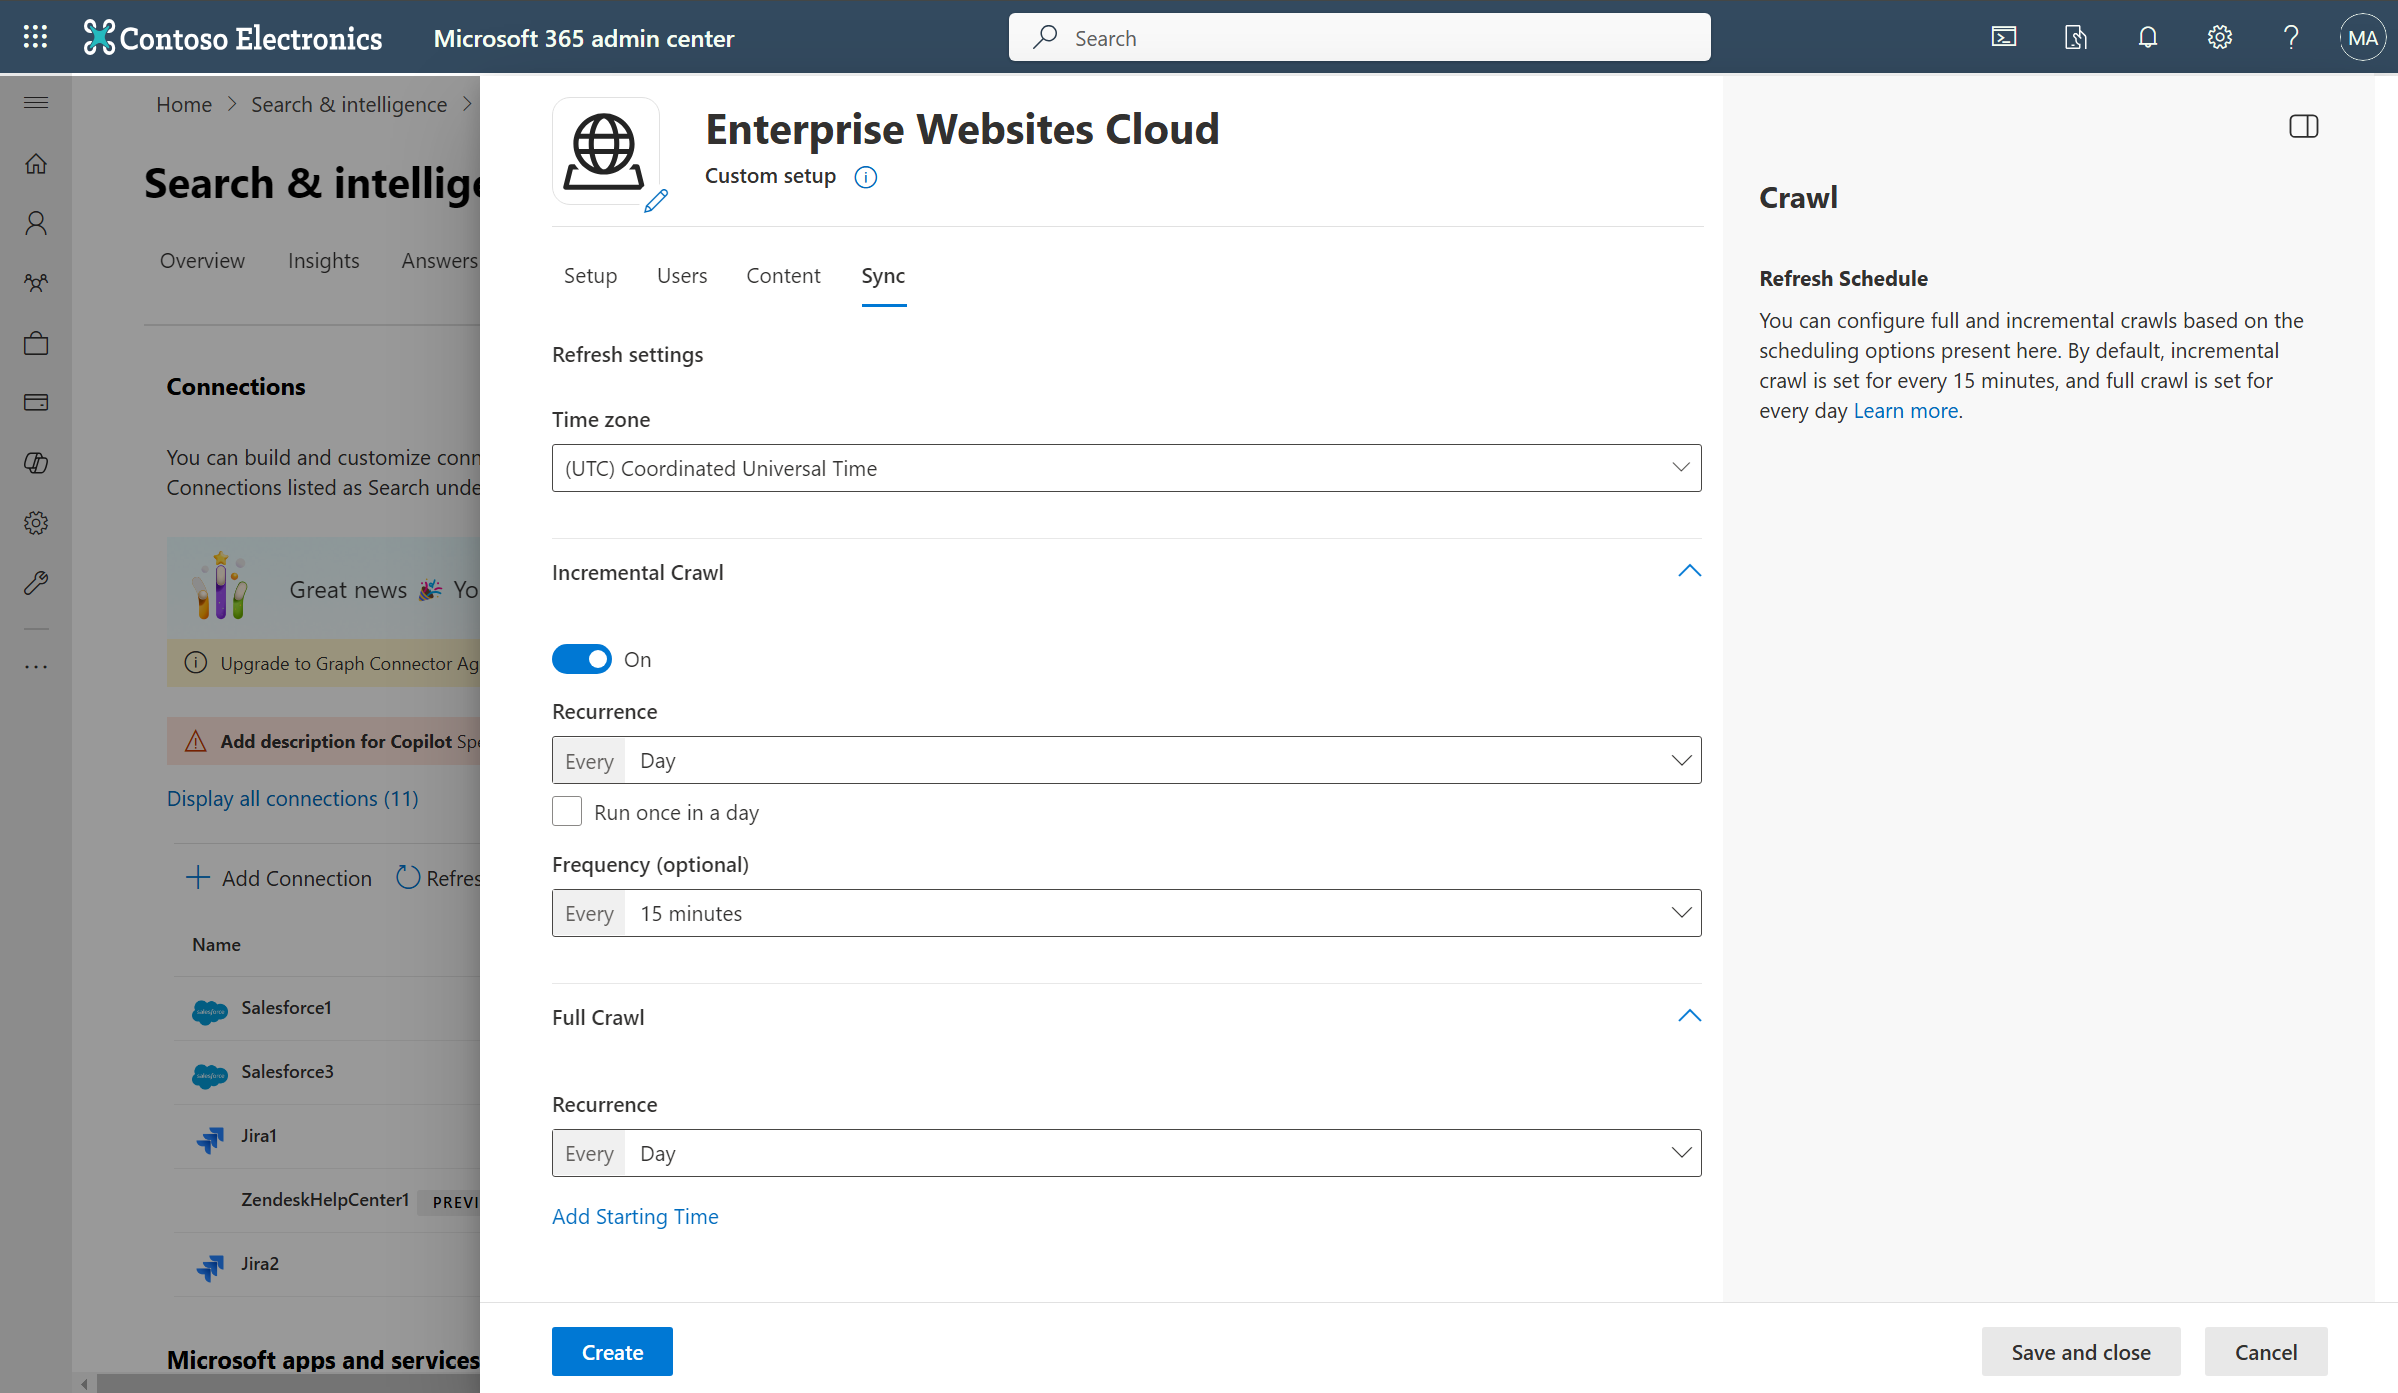 Contoso Electronics
Microsoft 365 admin center
Search
MA
Home > Search & intelligence >
Search & intellige
Overview Insights Answers
Connections
You can build and customize conn
Connections listed as Search unde
Great news 🎉 Yo
Upgrade to Graph Connector Ag
Add description for Copilot Spe
Display all connections (11)
Add Connection Refres
Name
Salesforce1
Salesforce3
Jira1
ZendeskHelpCenter1 PREVI
Jira2
Microsoft apps and services
Enterprise Websites Cloud
Custom setup
Setup Users Content Sync
Refresh settings
Time zone
(UTC) Coordinated Universal Time
Incremental Crawl
On
Recurrence
Every Day
Run once in a day
Frequency (optional)
Every 15 minutes
Full Crawl
Recurrence
Every Day
Add Starting Time
Create
Save and close
Cancel
Crawl
Refresh Schedule
You can configure full and incremental crawls based on the
scheduling options present here. By default, incremental
crawl is set for every 15 minutes, and full crawl is set for
every day Learn more.